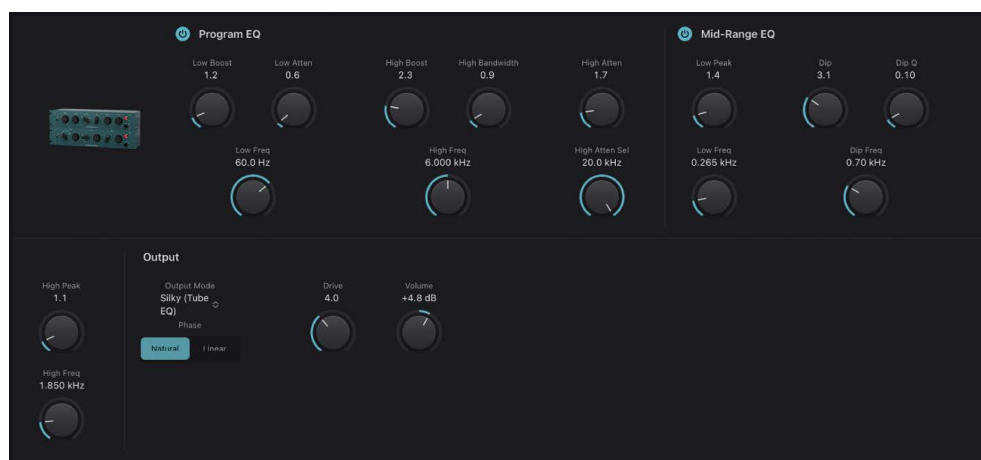 Program EQ
Mid-Range EQ
Low Boost
Low Atten
High Boost
High Bandwidth
High Atten
Low Peak
Dip
Dip Q
1.2
0.6
2.3
0.9
1.7
1.4
3.1
0.10
Low Freq
High Freq
High Atten Sel
Low Freq
Dip Freq
60.0 Hz
6.000 kHz
20.0 kHz
0.265 kHz
0.70 kHz
Output
High Peak
1.1
Output Mode
Silky (Tube
EQ)
Drive
4.0
Volume
+4.8 dB
Phase
Natural
Linear
High Freq
1.850 kHz